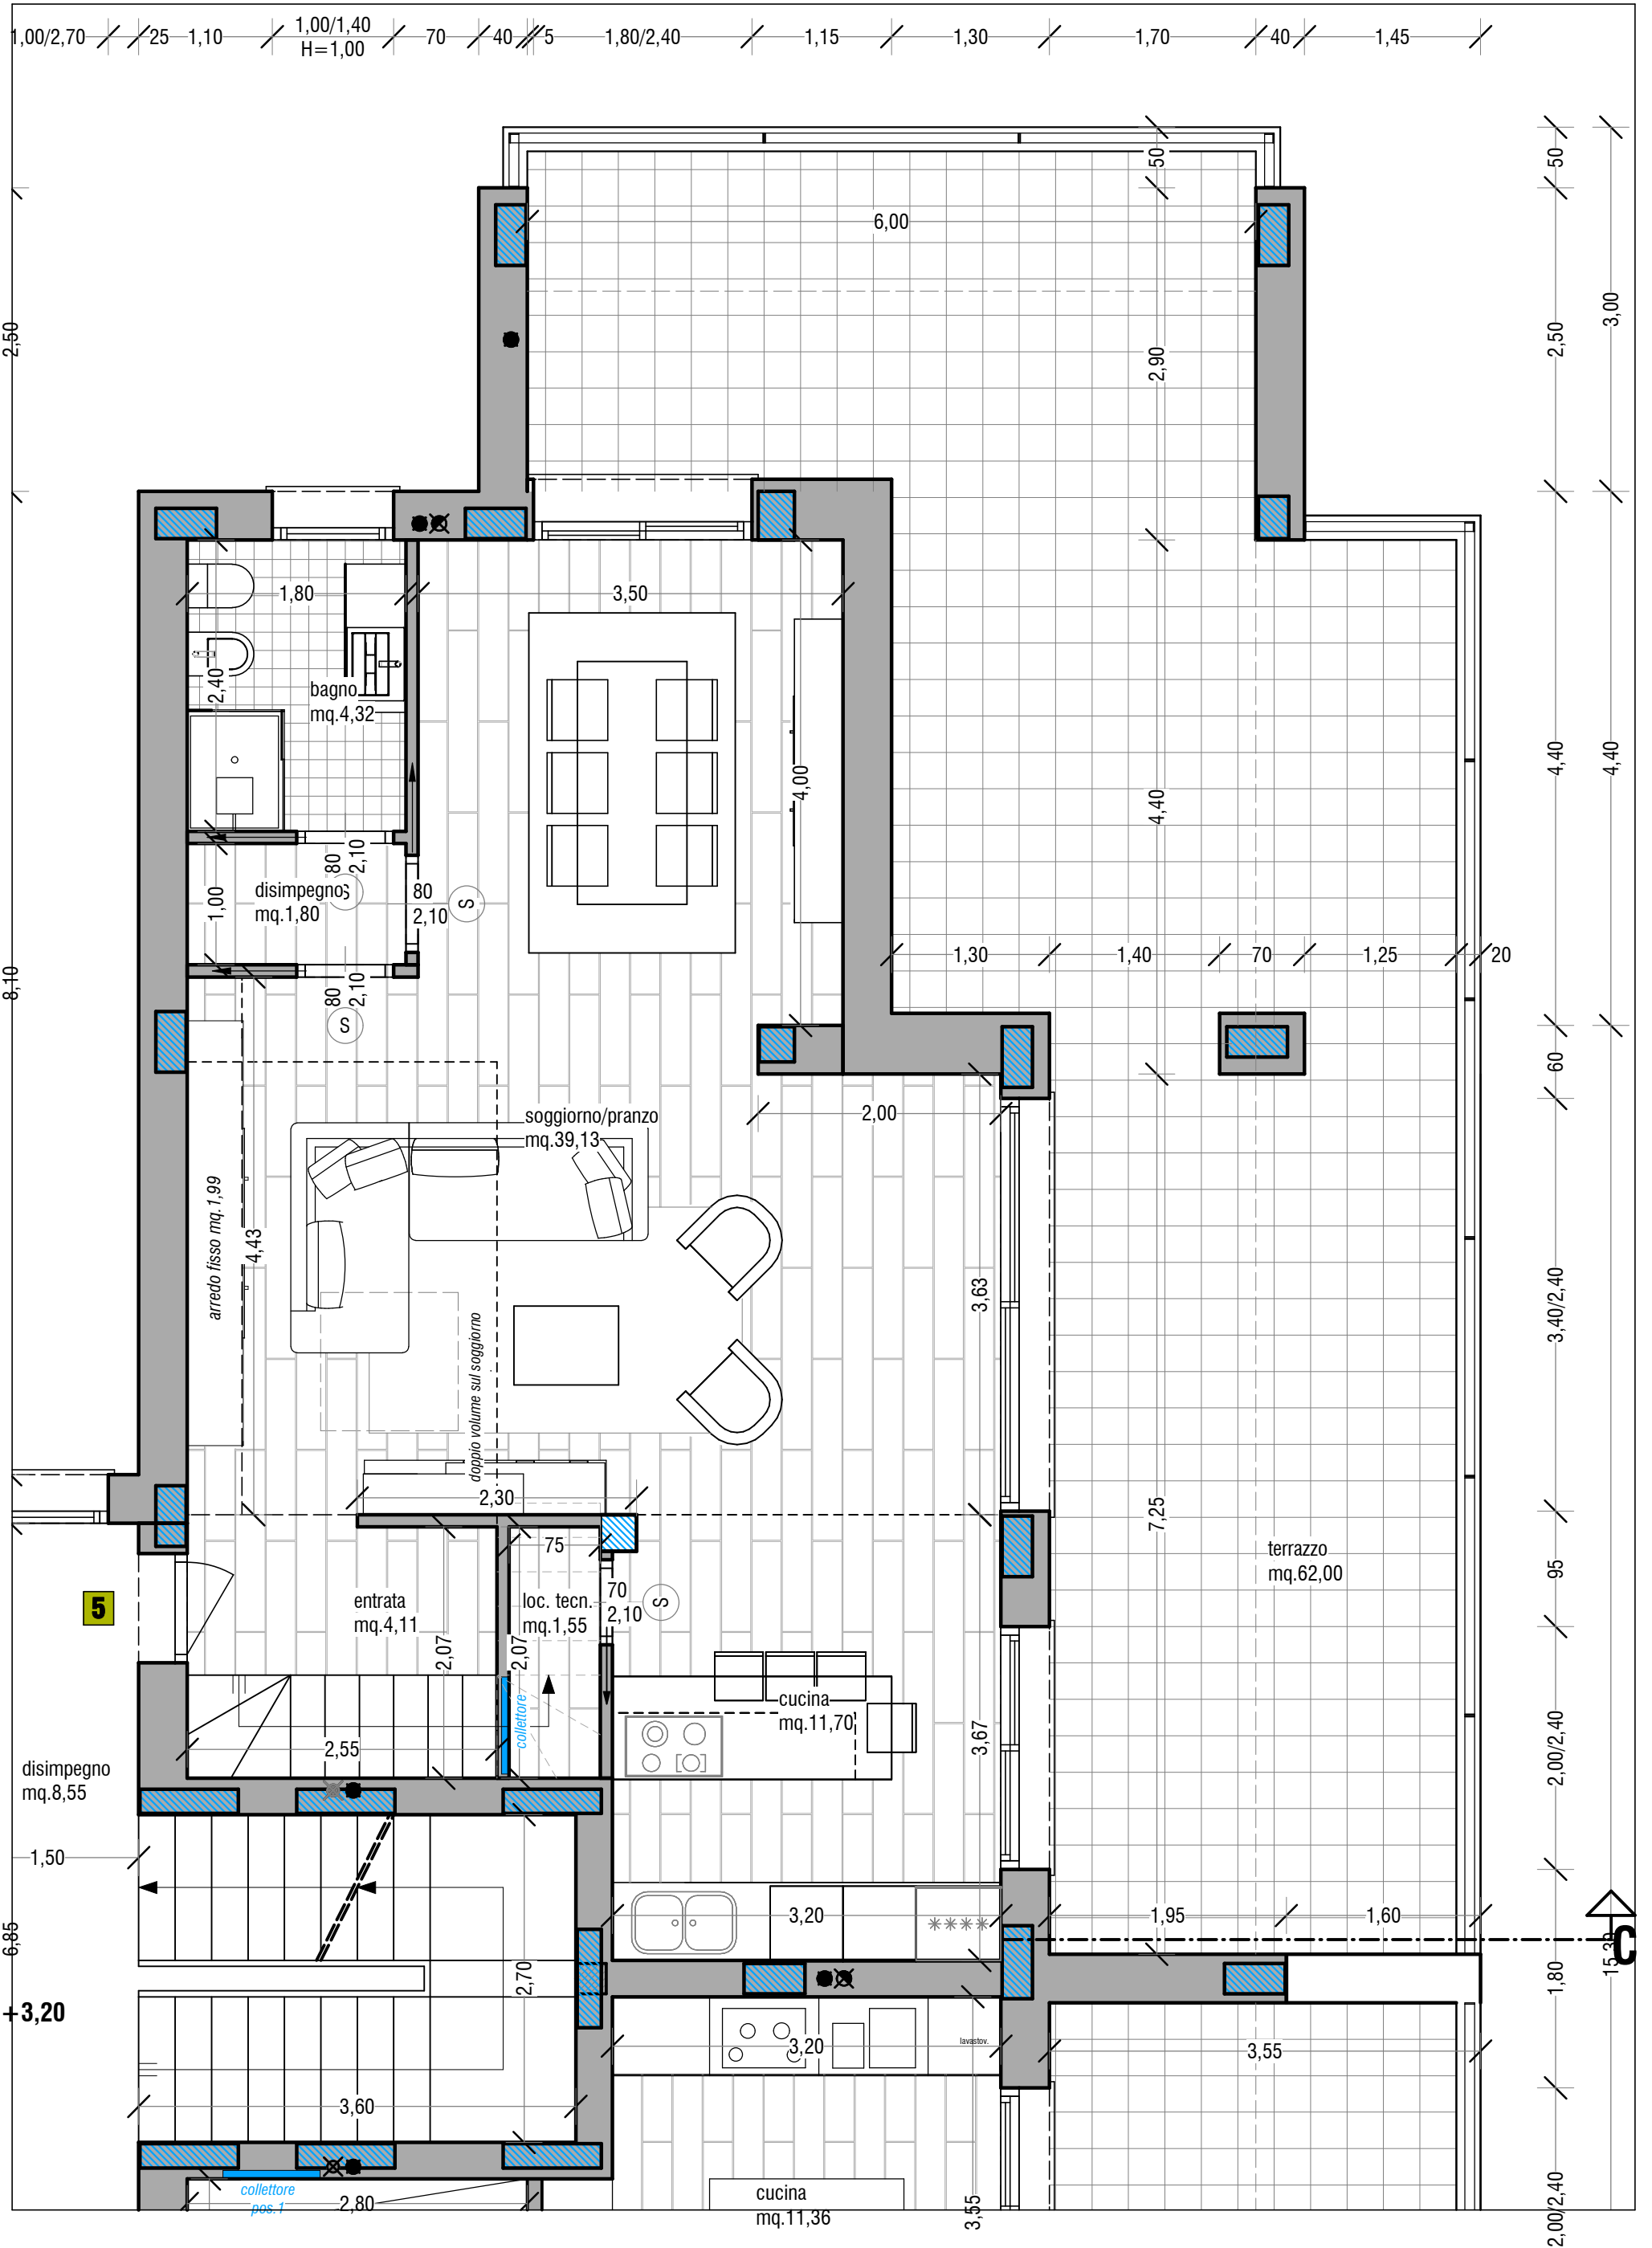 1,00/2,70
25
1,10
1,00/1,40
H=1,00
70
40
5
1,80/2,40
1,15
1,30
1,70
40
1,45
50
50
6,00
2,50
2,90
2,50
3,00
1,80
3,50
2,40
bagno
mq.4,32
4,00
4,40
4,40
4,40
80
2,10
disimpegno
mq.1,80
S
1,00
80
2,10
S
8,10
80
2,10
S
1,30
1,40
70
1,25
20
60
soggiorno/pranzo
mq.39,13
2,00
arredo fisso mq.1,99
4,43
3,63
3,40/2,40
doppio volume sul soggiorno
2,30
7,25
75
terrazzo
mq.62,00
95
5
entrata
mq.4,11
loc. tecn.
mq.1,55
70
2,10
S
2,07
2,07
collettore
cucina
mq.11,70
3,67
2,55
2,00/2,40
disimpegno
mq.8,55
1,50
3,20
1,95
1,60
6,85
C
15,30
2,70
1,80
+3,20
lavastov.
3,20
3,55
3,60
collettore
pos.1
2,80
cucina
mq.11,36
3,55
2,00/2,40